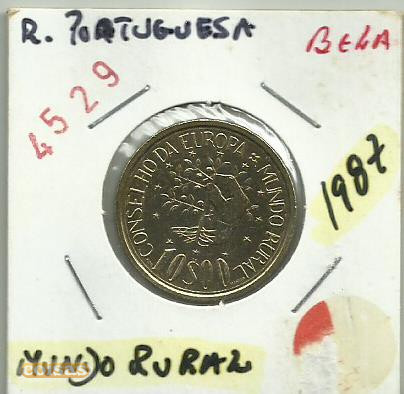 R. PORTUGUESA
BELA
4529
CONSELHO DA EUROPA * MUNDO RURAL
10$00
1987
MUNDO RURAL